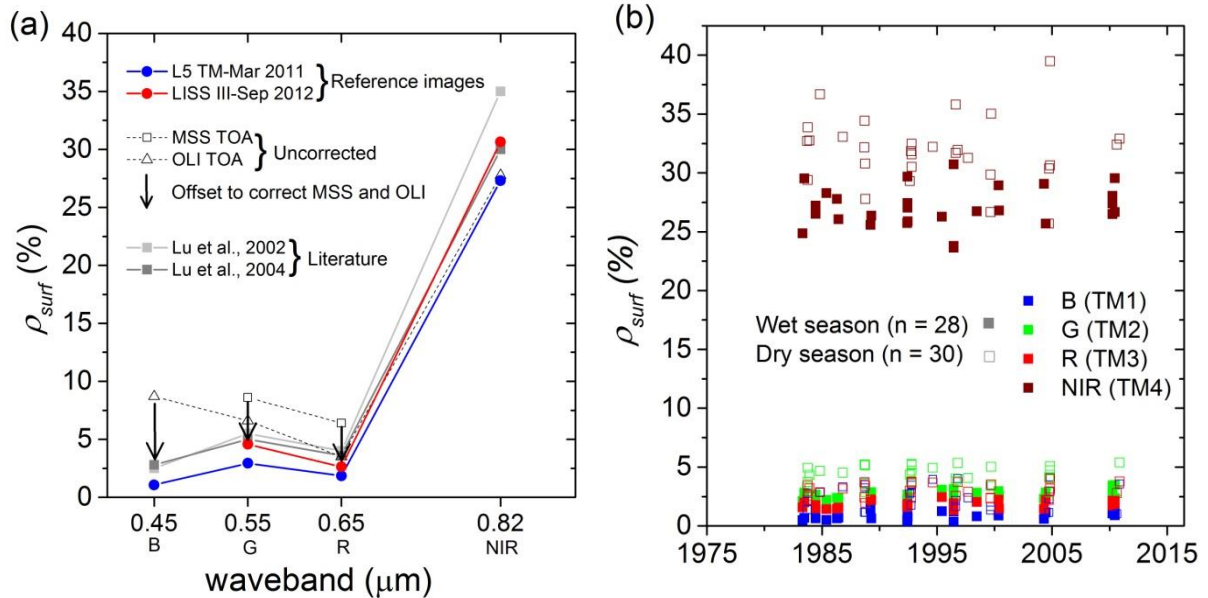 (a)
40
35
30
25
20
15
10
5
0
ρsurf (%)
L5 TM-Mar 2011
LISS III-Sep 2012
} Reference images
MSS TOA
OLI TOA
} Uncorrected
Offset to correct MSS and OLI
Lu et al., 2002
Lu et al., 2004
} Literature
0.45 0.55 0.65 0.82
B G R NIR
waveband (μm)
(b)
40
35
30
25
20
15
10
5
0
ρsurf (%)
Wet season (n = 28)
Dry season (n = 30)
B (TM1)
G (TM2)
R (TM3)
NIR (TM4)
1975 1985 1995 2005 2015